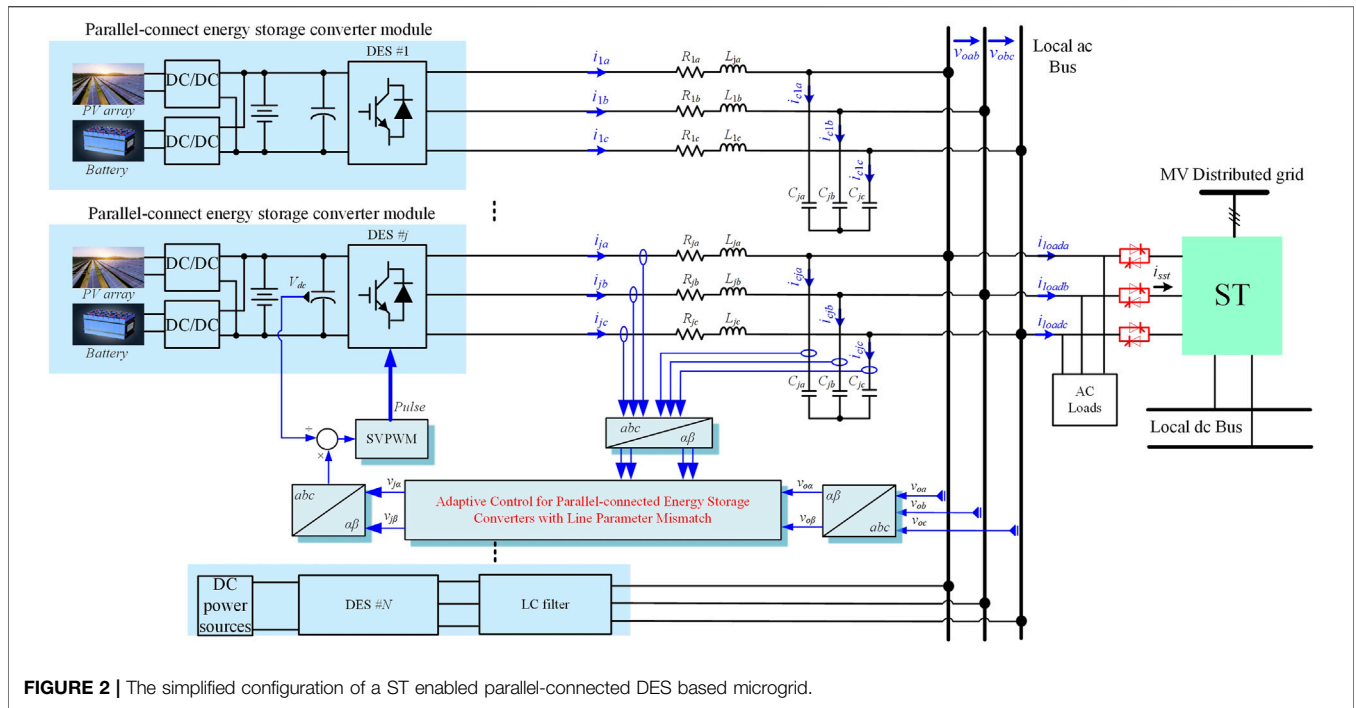 Parallel-connect energy storage converter module
DES #1
DC/DC
PV array
DC/DC
Battery
i1a
R1a
Lja
i1b
R1b
L1b
i1c
R1c
L1c
ic1a
ic1b
ic1c
Cja
Cjb
Cjc
voab
vobc
Local ac
Bus
MV Distributed grid
Parallel-connect energy storage converter module
DES #j
DC/DC
PV array
DC/DC
Battery
Vdc
ija
Rja
Lja
ijb
Rjb
Ljb
ijc
Rjc
Ljc
icja
icjb
icjc
Cja
Cjb
Cjc
iloada
iloadb
iloadc
isst
ST
AC
Loads
Local dc Bus
Pulse
÷
×
SVPWM
abc
αβ
abc
αβ
vjα
vjβ
Adaptive Control for Parallel-connected Energy Storage
Converters with Line Parameter Mismatch
voα
voβ
αβ
abc
voa
vob
voc
DC
power
sources
DES #N
LC filter
FIGURE 2 | The simplified configuration of a ST enabled parallel-connected DES based microgrid.